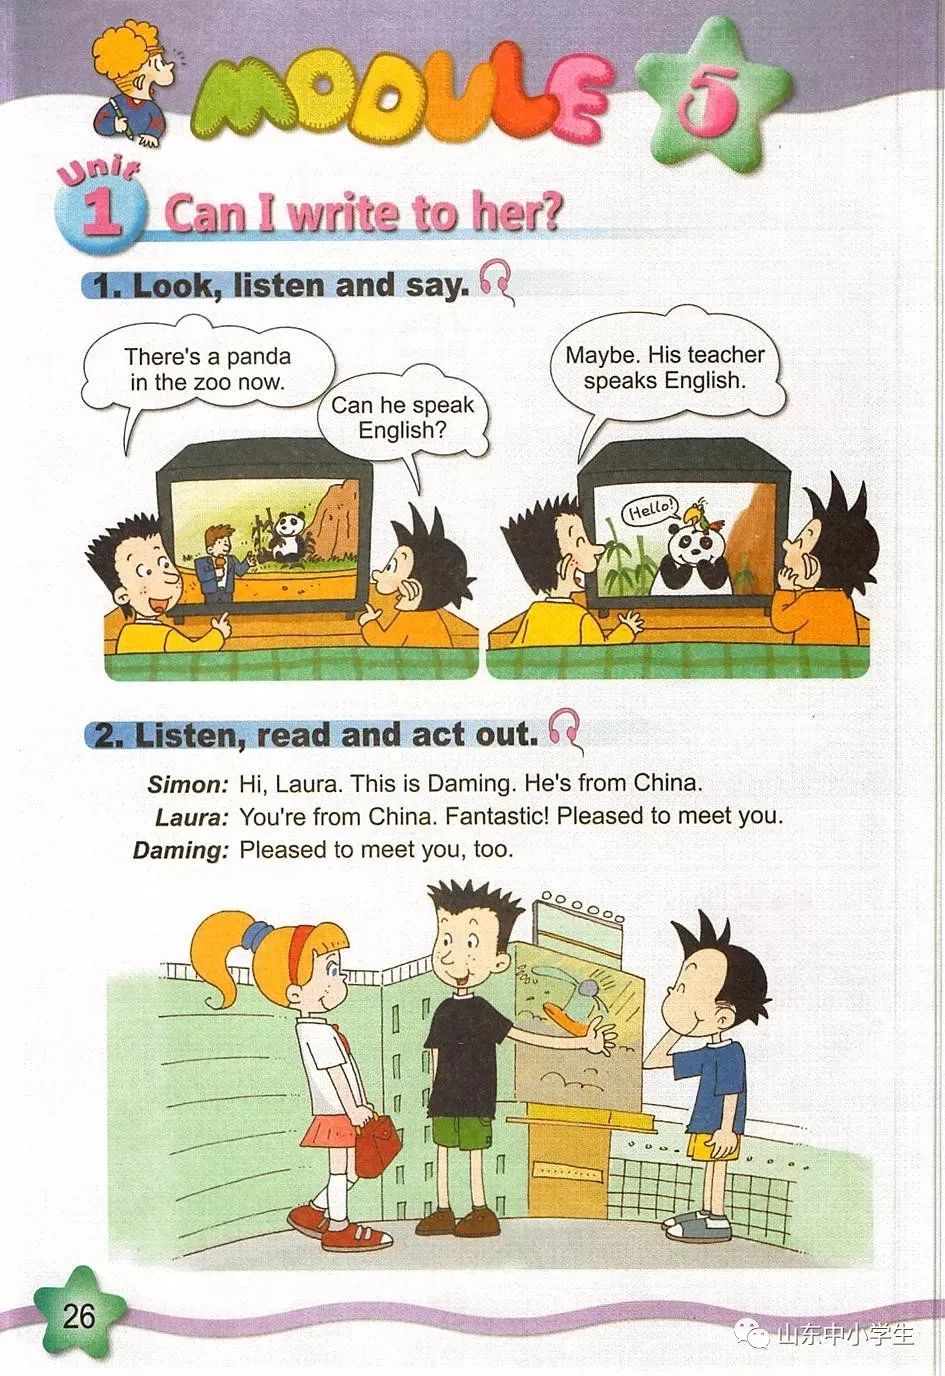 MODULE 5
Unit
1 Can I write to her?
1. Look, listen and say.
There's a panda
in the zoo now.
Can he speak
English?
Maybe. His teacher
speaks English.
Hello!
2. Listen, read and act out.
Simon: Hi, Laura. This is Daming. He's from China.
Laura: You're from China. Fantastic! Pleased to meet you.
Daming: Pleased to meet you, too.
26
山东中小学生